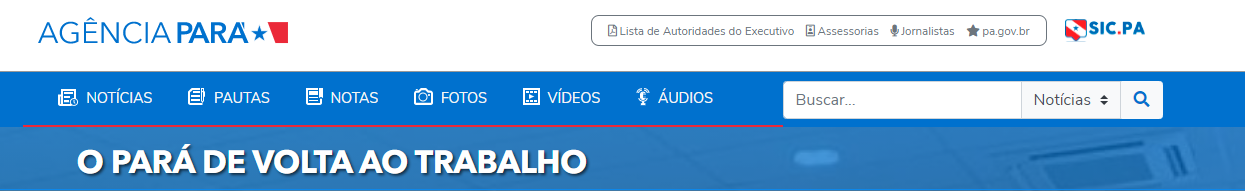 AGÊNCIA PARÁ
Lista de Autoridades do Executivo Assessorias Jornalistas pa.gov.br
SIC.PA
NOTÍCIAS PAUTAS NOTAS FOTOS VÍDEOS ÁUDIOS
Buscar... Notícias
O PARÁ DE VOLTA AO TRABALHO